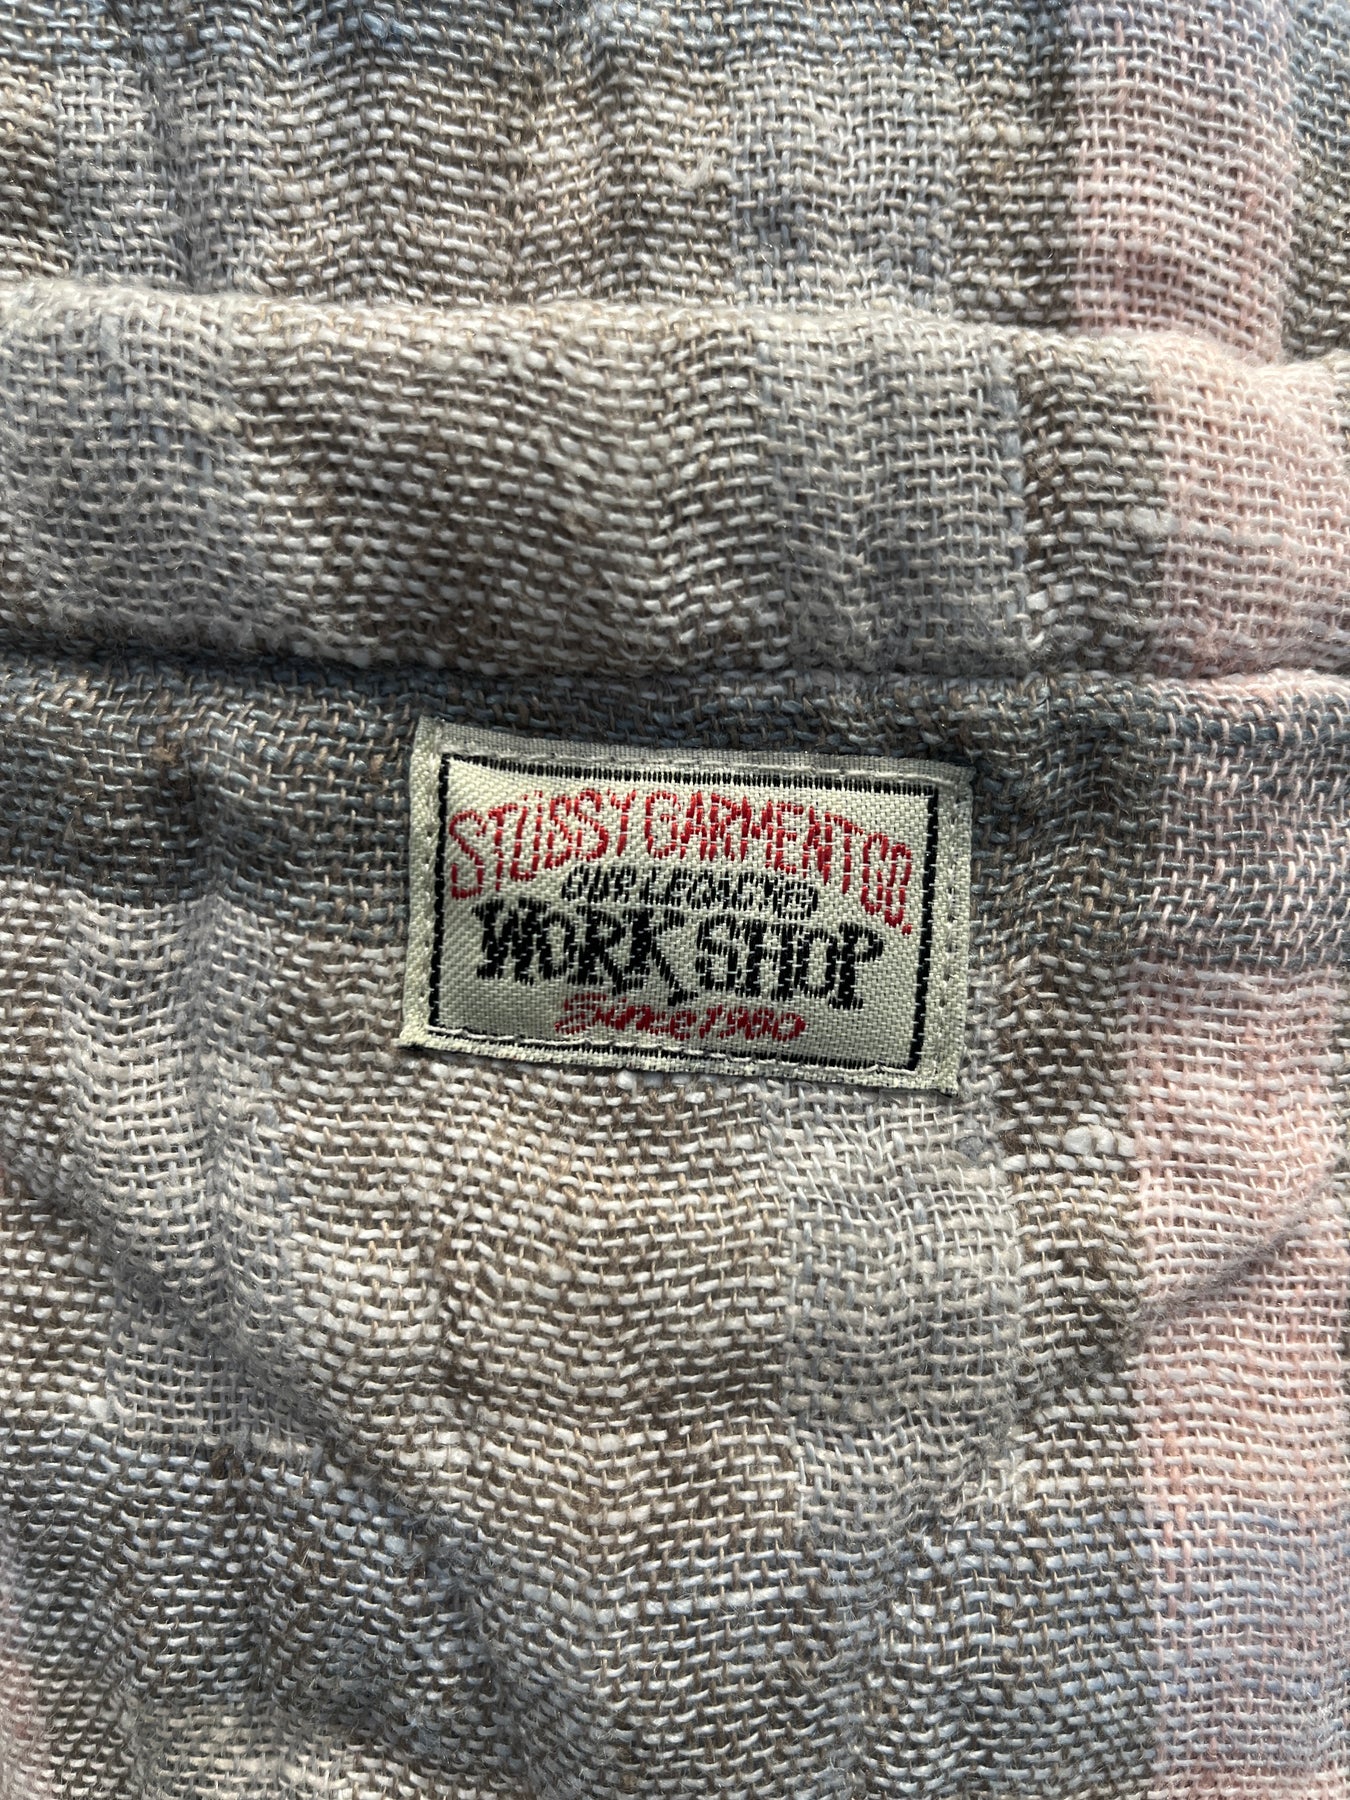 STÜSSY GARMENT CO.
OUR LEGACY®
WORK SHOP
Since 1980